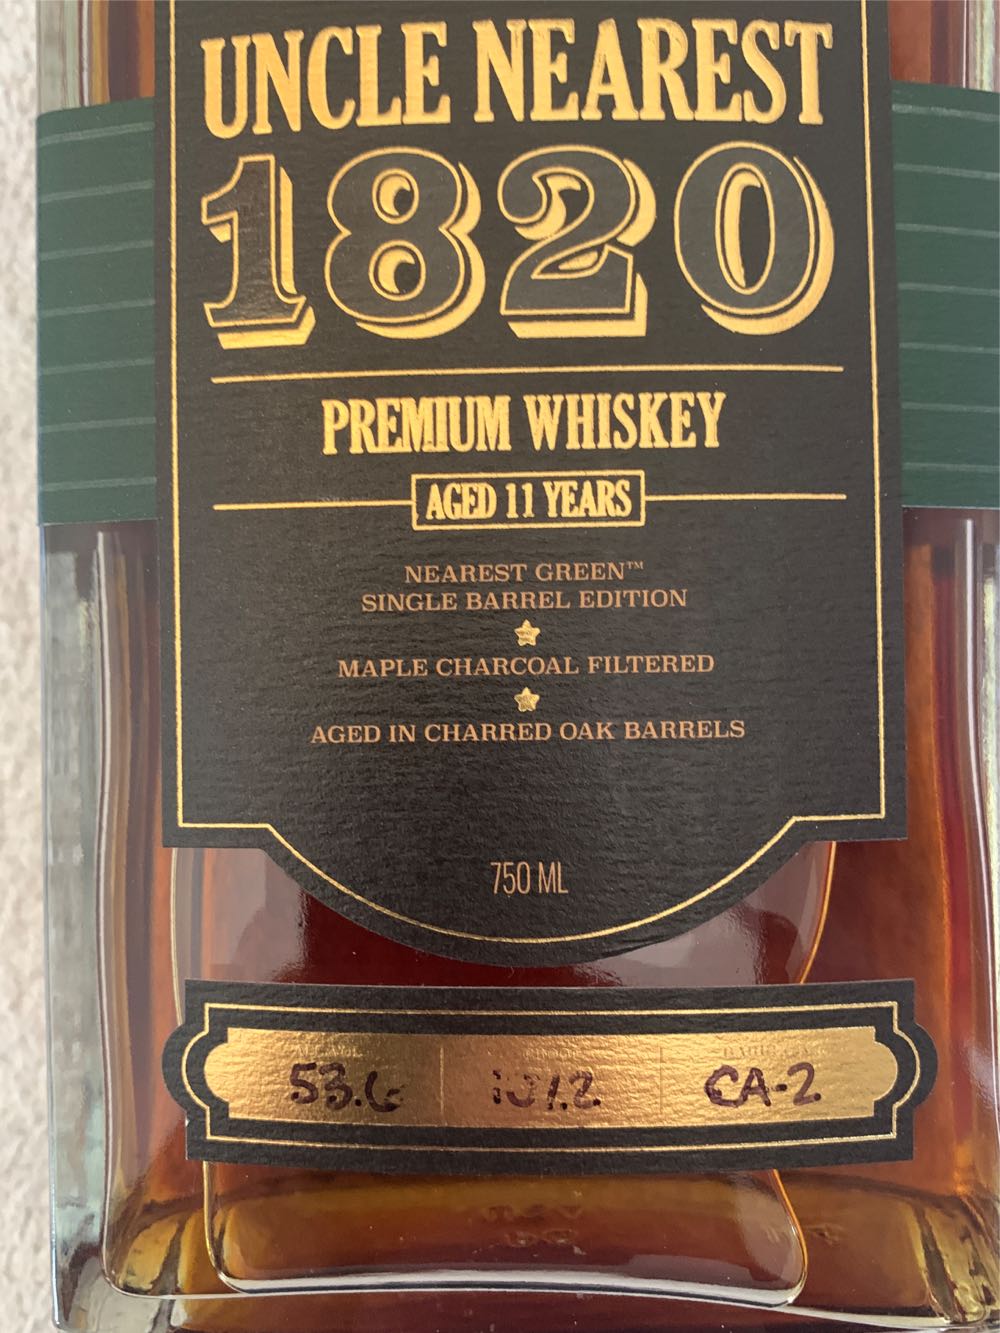 UNCLE NEAREST
1820
PREMIUM WHISKEY
AGED 11 YEARS
NEAREST GREEN™
SINGLE BARREL EDITION
MAPLE CHARCOAL FILTERED
AGED IN CHARRED OAK BARRELS
750 ML
53.6 107.2 CA-2